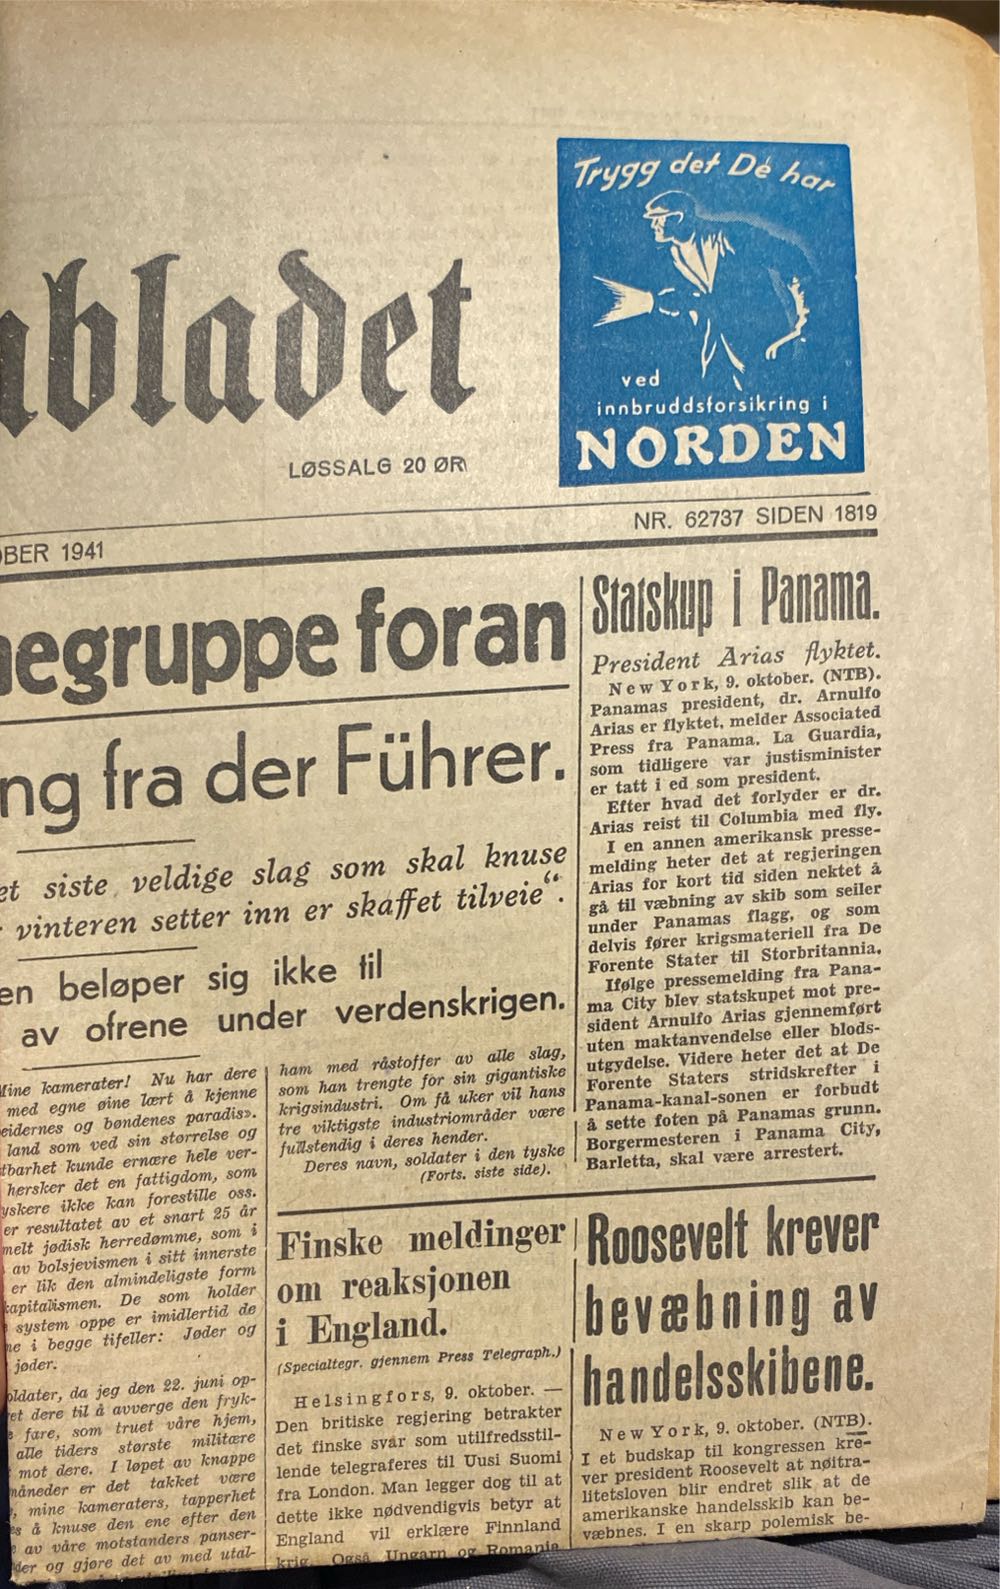 Trygg det De har
ved
innbruddsforsikring i
NORDEN
bladet
LØSSALG 20 ØR
NR. 62737 SIDEN 1819
BER 1941
egruppe foran
ng fra der Führer.
et siste veldige slag som skal knuse
vinteren setter inn er skaffet tilveie“.
en beløper sig ikke til
av ofrene under verdenskrigen.
Mine kamerater! Nu har dere
med egne øine lært å kjenne
eidernes og bøndenes paradis».
land som ved sin størrelse og
tbarhet kunde ernære hele ver-
hersker det en fattigdom, som
yskere ikke kan forestille oss.
er resultatet av et snart 25 år
melt jødisk herredømme, som i
av bolsjevismen i sitt innerste
er lik den almindeligste form
kapitalismen. De som holder
system oppe er imidlertid de
ne i begge tifeller: Jøder og
jøder.
oldater, da jeg den 22. juni op-
et dere til å avverge den fryk-
fare, som truet våre hjem,
alle tiders største militære
mot dere. I løpet av knappe
måneder er det takket være
, mine kameraters, tapperhet
s å knuse den ene efter den
av våre motstanders panser-
der og gjøre det av med utal-
ham med råstoffer av alle slag,
som han trengte for sin gigantiske
krigsindustri. Om få uker vil hans
tre viktigste industriområder være
fullstendig i deres hender.
Deres navn, soldater i den tyske
(Forts. siste side).
Finske meldinger
om reaksjonen
i England.
(Specialtegr. gjennem Press Telegraph.)
Helsingfors, 9. oktober. —
Den britiske regjering betrakter
det finske svar som utilfredsstil-
lende telegraferes til Uusi Suomi
fra London. Man legger dog til at
dette ikke nødvendigvis betyr at
England vil erklære Finnland
krig. Også Ungarn og Romania
Statskup i Panama.
President Arias flyktet.
New York, 9. oktober. (NTB).
Panamas president, dr. Arnulfo
Arias er flyktet, melder Associated
Press fra Panama. La Guardia,
som tidligere var justisminister
er tatt i ed som president.
Efter hvad det forlyder er dr.
Arias reist til Columbia med fly.
I en annen amerikansk presse-
melding heter det at regjeringen
Arias for kort tid siden nektet å
gå til væbning av skib som seiler
under Panamas flagg, og som
delvis fører krigsmateriell fra De
Forente Stater til Storbritannia.
Ifølge pressemelding fra Pana-
ma City blev statskupet mot pre-
sident Arnulfo Arias gjennemført
uten maktanvendelse eller blods-
utgydelse. Videre heter det at De
Forente Staters stridskrefter i
Panama-kanal-sonen er forbudt
å sette foten på Panamas grunn.
Borgermesteren i Panama City,
Barletta, skal være arrestert.
Roosevelt krever
bevæbning av
handelsskibene.
New York, 9. oktober. (NTB).
I et budskap til kongressen kre-
ver president Roosevelt at nøitra-
litetsloven blir endret slik at de
amerikanske handelsskib kan be-
væbnes. I en skarp polemisk be-